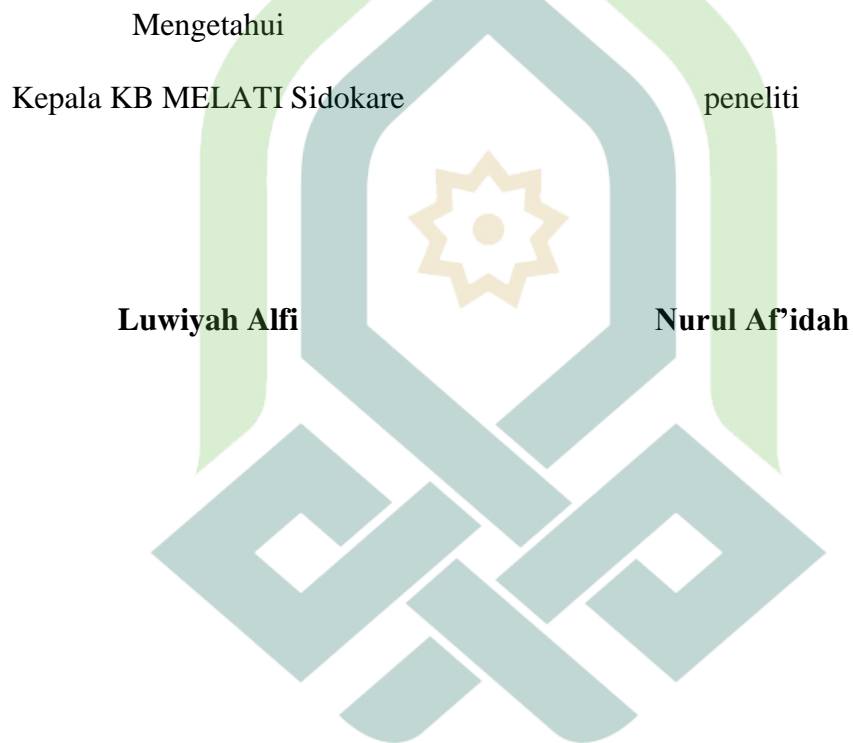 Mengetahui
Kepala KB MELATI Sidokare peneliti
Luwiyah Alfi Nurul Af’idah